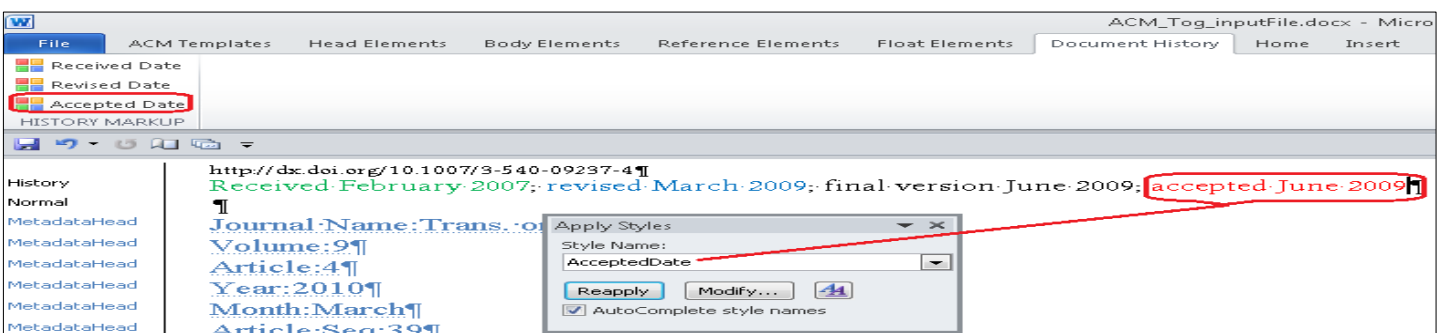 ACM_Tog_inputFile.docx - Micro
File ACM Templates Head Elements Body Elements Reference Elements Float Elements Document History Home Insert
Received Date
Revised Date
Accepted Date
HISTORY MARKUP
http://dx.doi.org/10.1007/3-540-09237-4¶
History Received·February·2007;·revised·March·2009;·final·version·June·2009;·accepted·June·2009¶
Normal ¶
MetadataHead Journal·Name:Trans.·o
MetadataHead Volume:9¶
MetadataHead Article:4¶
MetadataHead Year:2010¶
MetadataHead Month:March¶
MetadataHead Article·Seq:39¶
Apply Styles
Style Name:
AcceptedDate
Reapply Modify...
AutoComplete style names